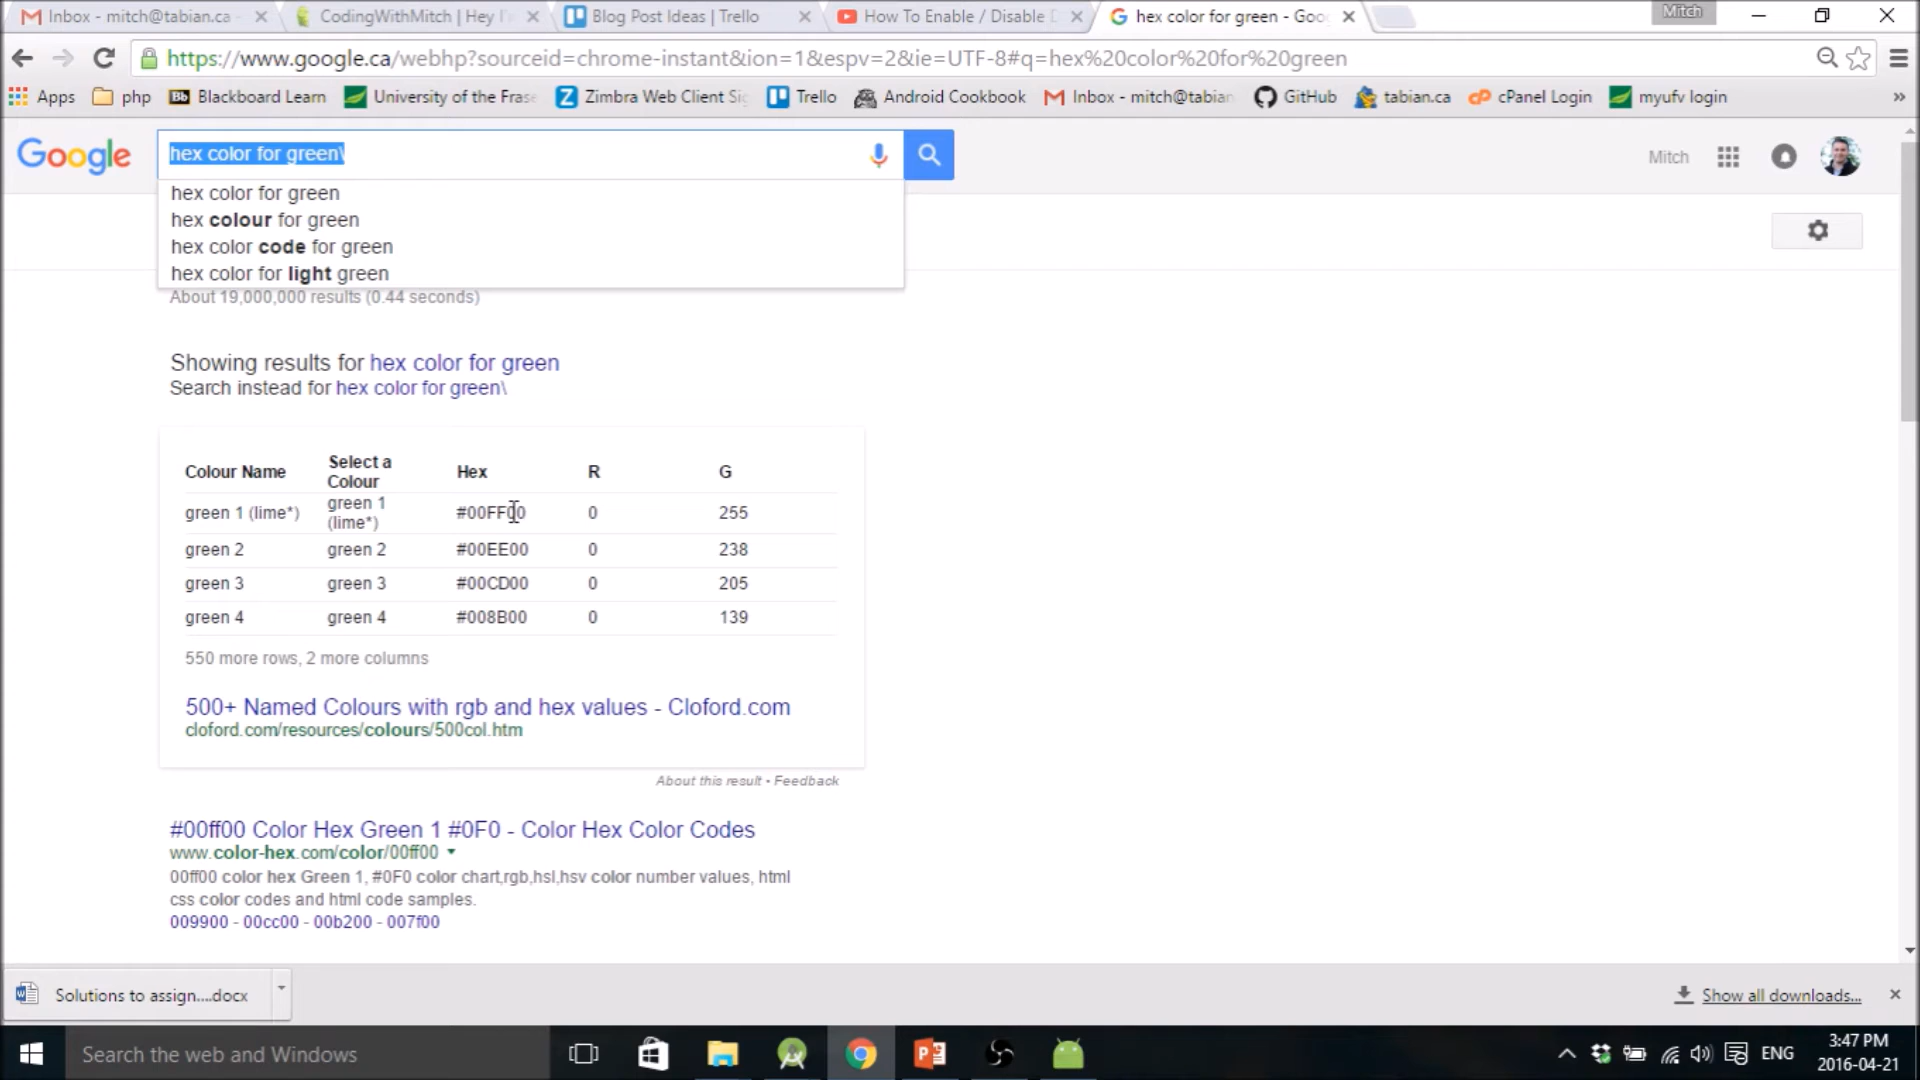 Inbox - mitch@tabian.ca -
CodingWithMitch | Hey I'
Blog Post Ideas | Trello
How To Enable / Disable D
hex color for green - Goo
Mitch
https://www.google.ca/webhp?sourceid=chrome-instant&ion=1&espv=2&ie=UTF-8#q=hex%20color%20for%20green
Apps
php
Blackboard Learn
University of the Frase
Zimbra Web Client Sig
Trello
Android Cookbook
Inbox - mitch@tabian
GitHub
tabian.ca
cPanel Login
myufv login
»
Google
hex color for green\
Mitch
hex color for green
hex colour for green
hex color code for green
hex color for light green
About 19,000,000 results (0.44 seconds)
Showing results for hex color for green
Search instead for hex color for green\
Colour Name Select a Colour Hex R G
green 1 (lime*) green 1 (lime*) #00FF00 0 255
green 2 green 2 #00EE00 0 238
green 3 green 3 #00CD00 0 205
green 4 green 4 #008B00 0 139
550 more rows, 2 more columns
500+ Named Colours with rgb and hex values - Cloford.com
cloford.com/resources/colours/500col.htm
About this result • Feedback
#00ff00 Color Hex Green 1 #0F0 - Color Hex Color Codes
www.color-hex.com/color/00ff00
00ff00 color hex Green 1, #0F0 color chart,rgb,hsl,hsv color number values, html
css color codes and html code samples.
009900 - 00cc00 - 00b200 - 007f00
Solutions to assign....docx
Show all downloads...
Search the web and Windows
ENG
3:47 PM
2016-04-21